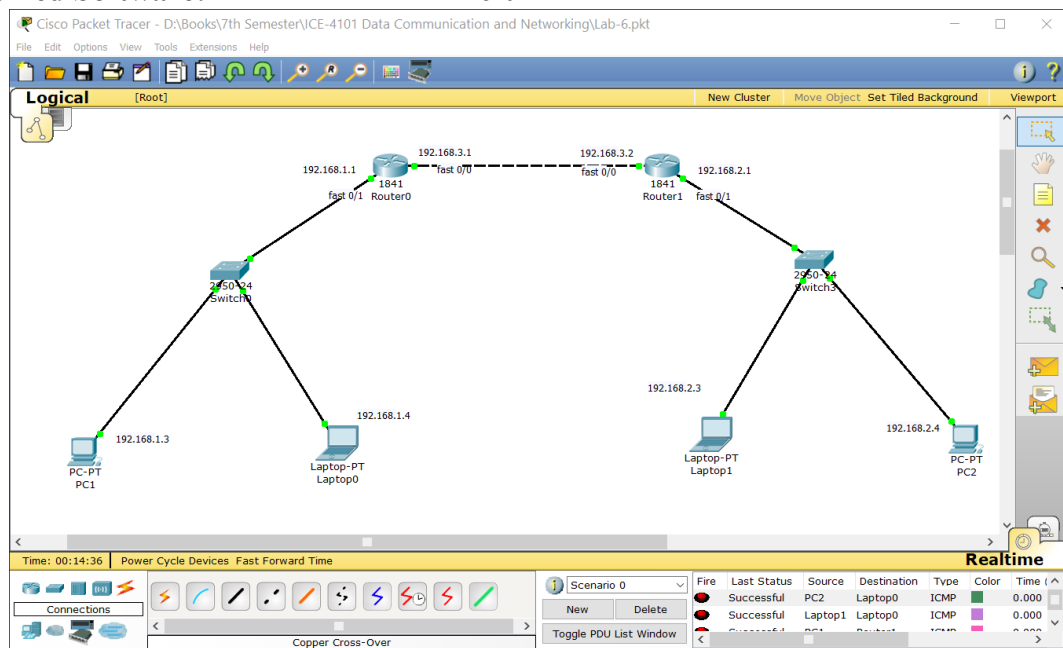 Cisco Packet Tracer - D:\Books\7th Semester\ICE-4101 Data Communication and Networking\Lab-6.pkt
File Edit Options View Tools Extensions Help
Logical [Root] New Cluster Move Object Set Tiled Background Viewport
192.168.3.1 192.168.3.2
192.168.1.1 fast 0/0 fast 0/0 192.168.2.1
1841 1841
fast 0/1 Router0 Router1 fast 0/1
2950-24 2950-24
Switch0 Switch3
192.168.2.3
192.168.1.4
192.168.1.3 192.168.2.4
PC-PT Laptop-PT Laptop-PT PC-PT
PC1 Laptop0 Laptop1 PC2
Time: 00:14:36 Power Cycle Devices Fast Forward Time Realtime
Connections
Copper Cross-Over
Scenario 0
New Delete
Toggle PDU List Window
Fire Last Status Source Destination Type Color Time (
Successful PC2 Laptop0 ICMP 0.000
Successful Laptop1 Laptop0 ICMP 0.000
Successful PC1 Router1 ICMP 0.000